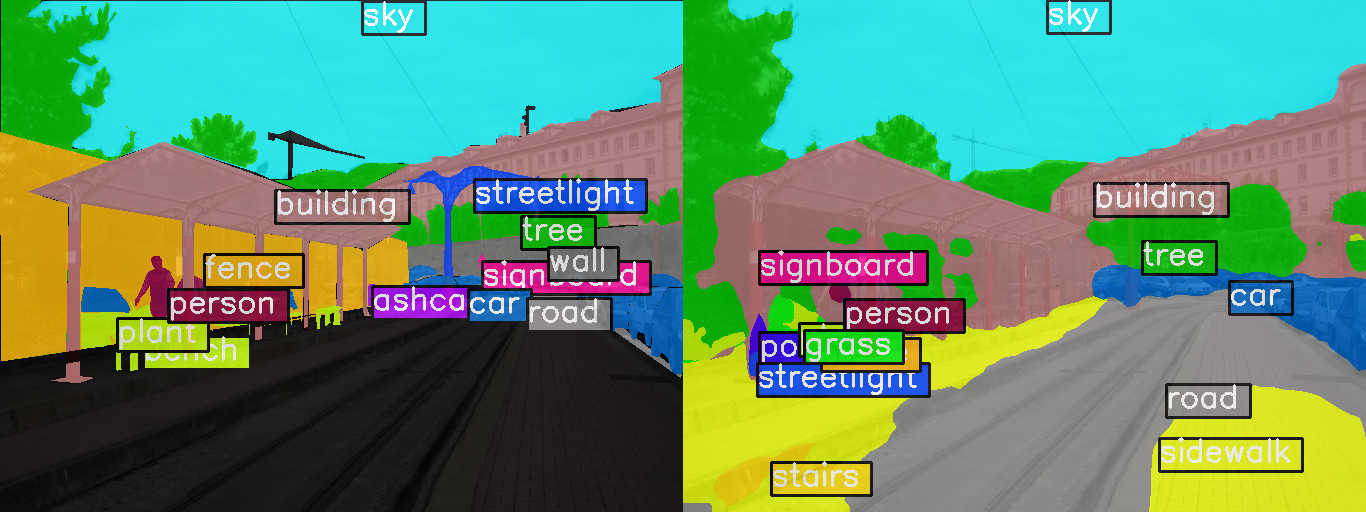 sky
streetlight
building
tree
wall
signboard
fence
person
ashca
car
road
plant
bench
sky
building
tree
signboard
car
person
po
grass
streetlight
road
sidewalk
stairs